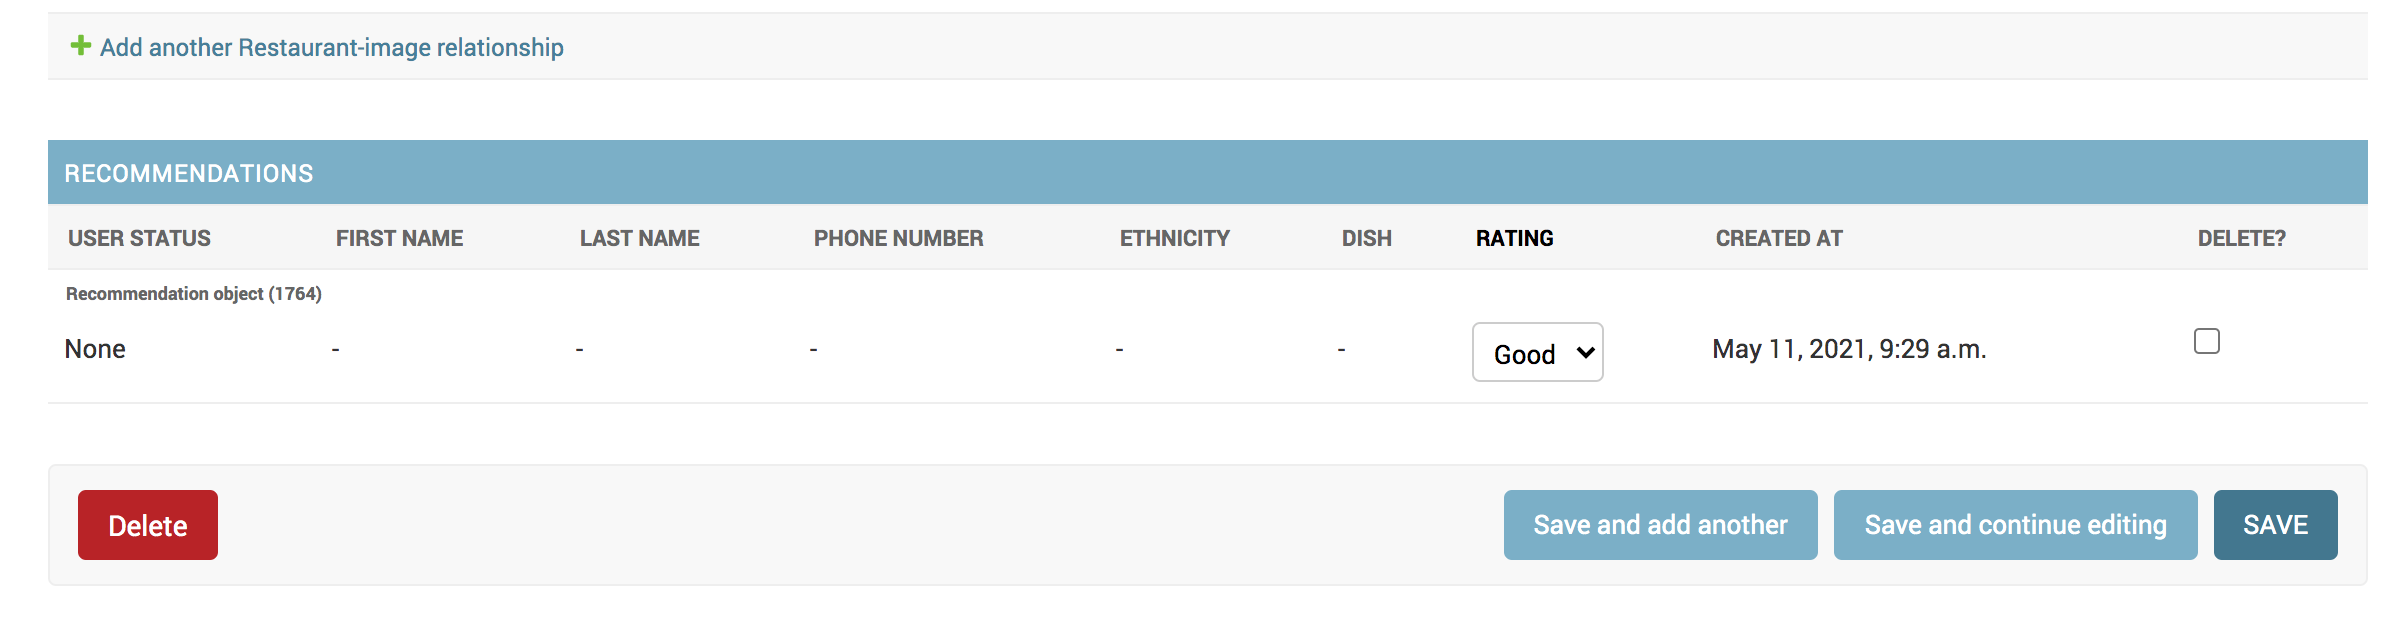 Add another Restaurant-image relationship
RECOMMENDATIONS
USER STATUS FIRST NAME LAST NAME PHONE NUMBER ETHNICITY DISH RATING CREATED AT DELETE?
Recommendation object (1764)
None - - - - - Good May 11, 2021, 9:29 a.m.
Delete Save and add another Save and continue editing SAVE